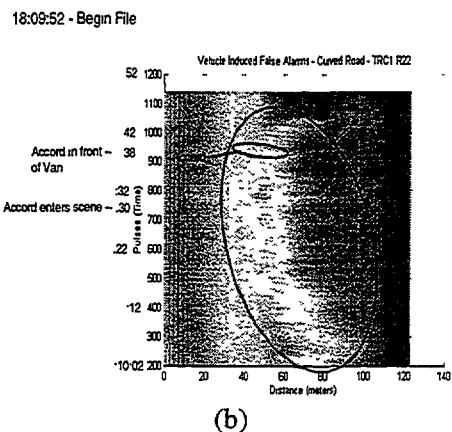 18:09:52 - Begin File
Vehicle Induced False Alarms - Curved Road - TRC1 R22
52 1200
1100
42 1000
Accord in front -- 38 900
of Van
800
:32
Accord enters scene -- .30 700
.22 600
500
-12 400
300
*10-02 200
Pulses (Time)
0 20 40 60 80 100 120 140
Distance (meters)
(b)